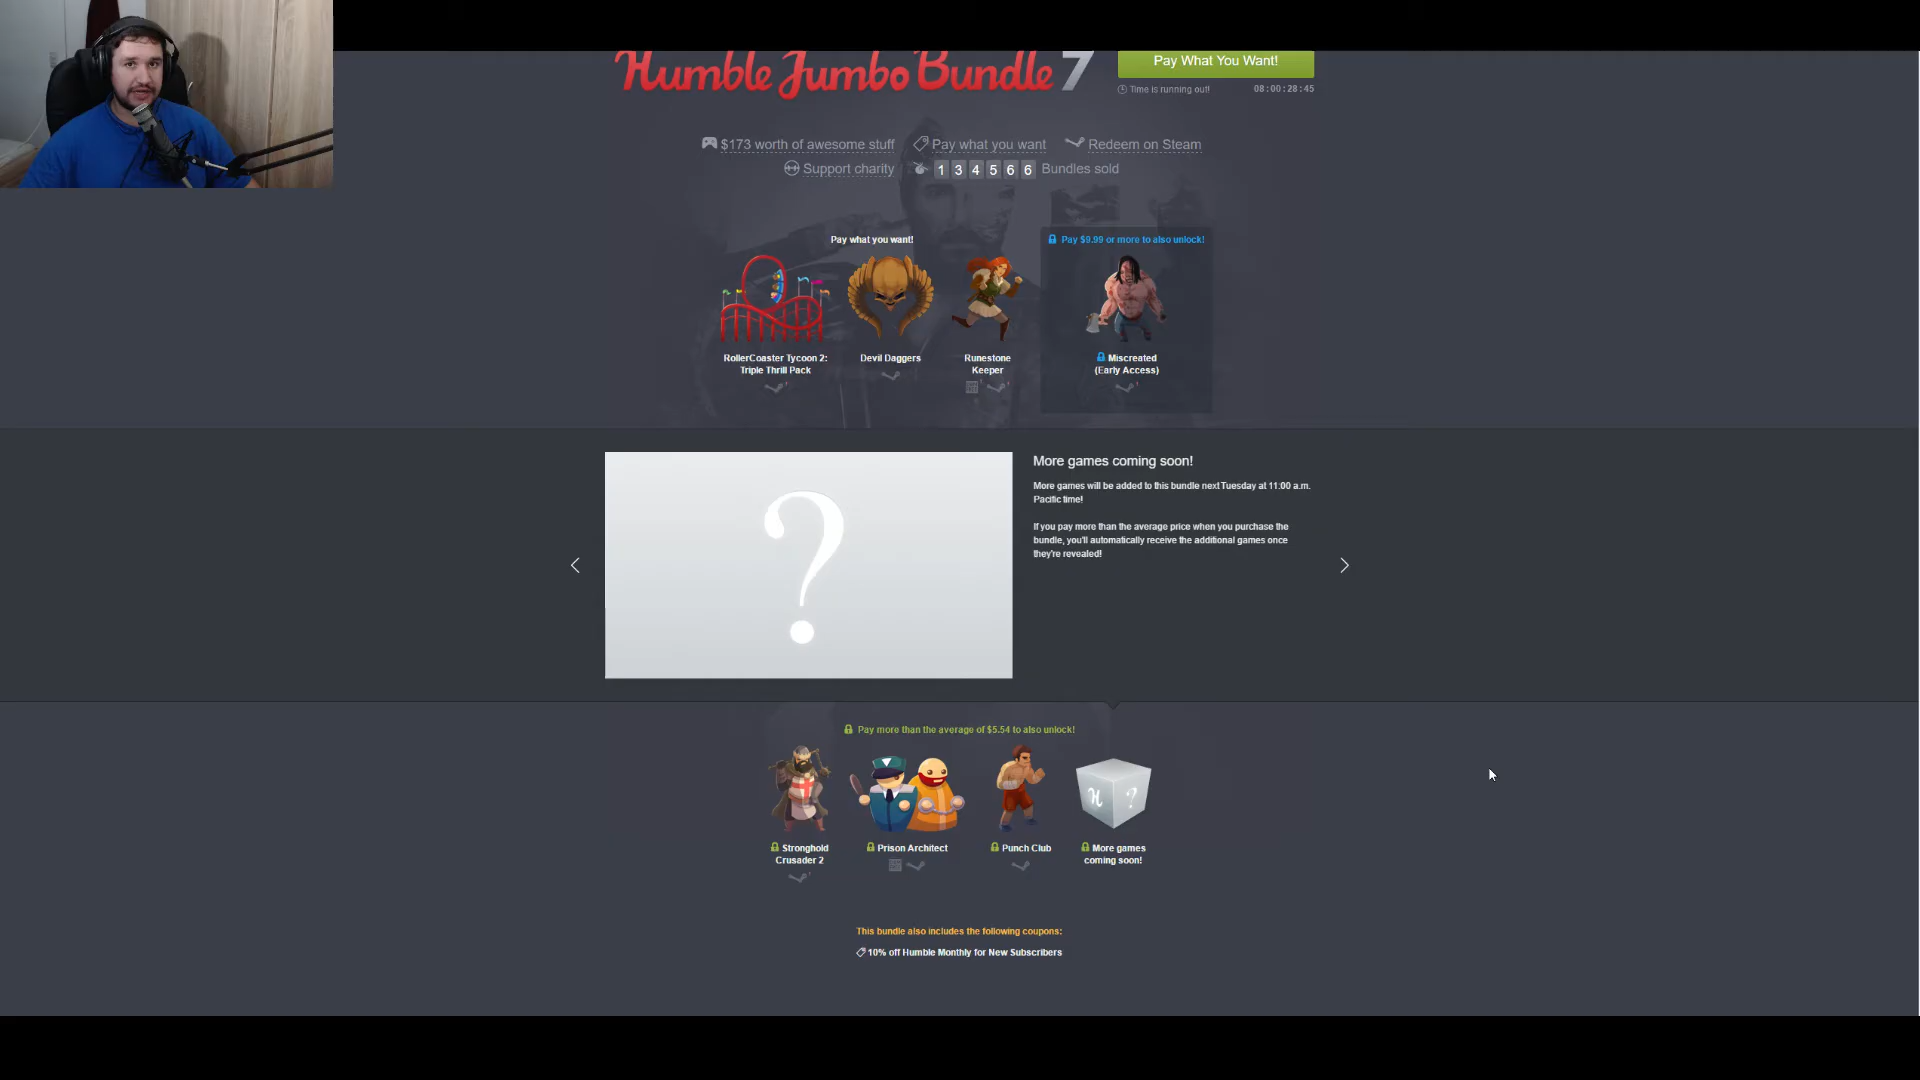 Humble Jumbo Bundle 7
Pay What You Want!
Time is running out! 08:00:28:45
$173 worth of awesome stuff Pay what you want Redeem on Steam
Support charity 1 3 4 5 6 6 Bundles sold
Pay what you want!
Pay $9.99 or more to also unlock!
RollerCoaster Tycoon 2:
Triple Thrill Pack
Devil Daggers
Runestone
Keeper
Miscreated
(Early Access)
More games coming soon!
More games will be added to this bundle next Tuesday at 11:00 a.m.
Pacific time!
If you pay more than the average price when you purchase the
bundle, you'll automatically receive the additional games once
they're revealed!
?
Pay more than the average of $5.54 to also unlock!
H ?
Stronghold
Crusader 2
Prison Architect
Punch Club
More games
coming soon!
This bundle also includes the following coupons:
10% off Humble Monthly for New Subscribers